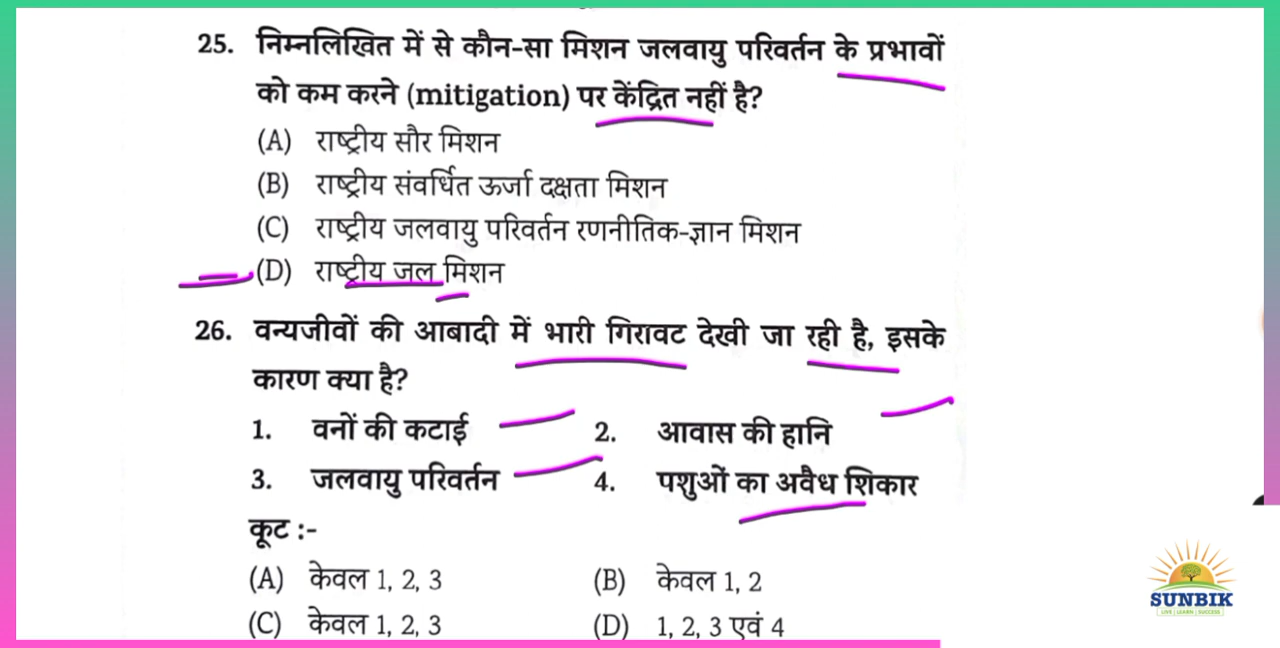 25. निम्नलिखित में से कौन-सा मिशन जलवायु परिवर्तन के प्रभावों
को कम करने (mitigation) पर केंद्रित नहीं है?
(A) राष्ट्रीय सौर मिशन
(B) राष्ट्रीय संवर्धित ऊर्जा दक्षता मिशन
(C) राष्ट्रीय जलवायु परिवर्तन रणनीतिक-ज्ञान मिशन
(D) राष्ट्रीय जल मिशन
26. वन्यजीवों की आबादी में भारी गिरावट देखी जा रही है, इसके
कारण क्या है?
1. वनों की कटाई 2. आवास की हानि
3. जलवायु परिवर्तन 4. पशुओं का अवैध शिकार
कूट :-
(A) केवल 1, 2, 3 (B) केवल 1, 2
(C) केवल 1, 2, 3 (D) 1, 2, 3 एवं 4
SUNBIK
LIVE | LEARN | SUCCESS